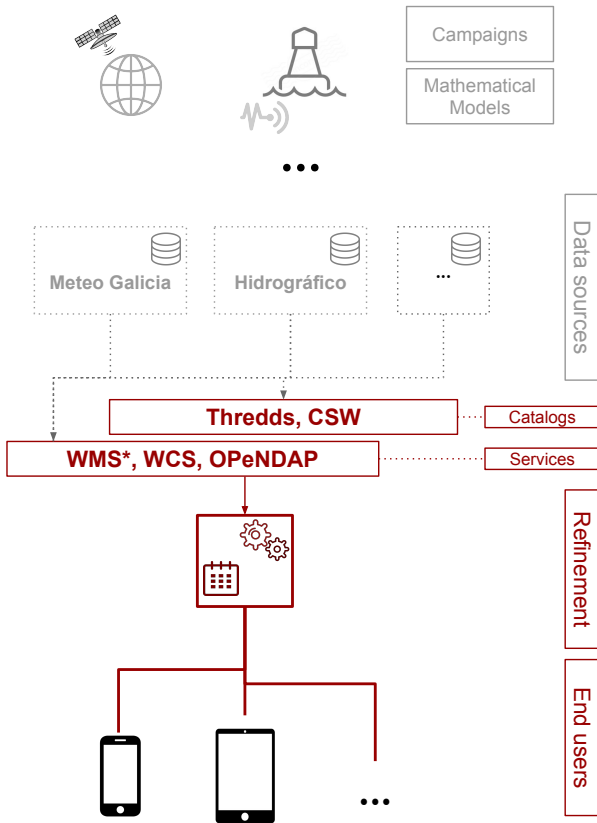 Campaigns
Mathematical
Models
...
Data sources
Meteo Galicia
Hidrográfico
...
Thredds, CSW
Catalogs
WMS*, WCS, OPeNDAP
Services
Refinement
End users
...